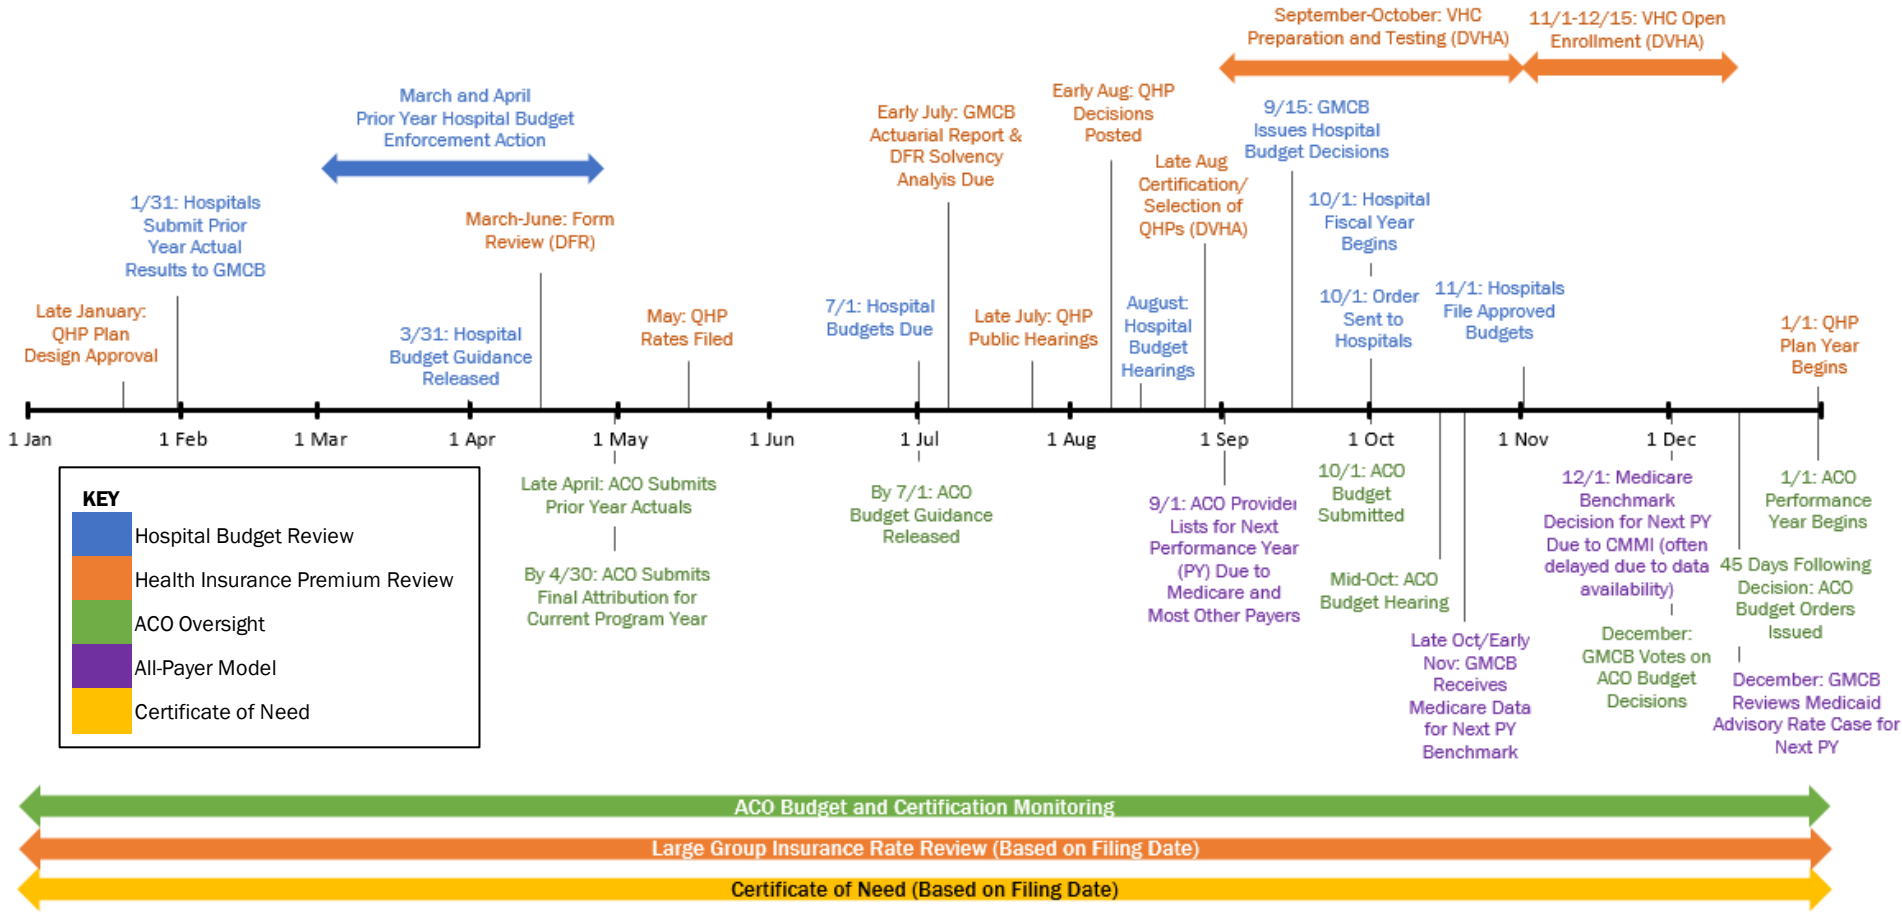 September-October: VHC
Preparation and Testing (DVHA)
11/1-12/15: VHC Open
Enrollment (DVHA)
March and April
Prior Year Hospital Budget
Enforcement Action
Early July: GMCB
Actuarial Report &
DFR Solvency
Analyis Due
Early Aug: QHP
Decisions
Posted
9/15: GMCB
Issues Hospital
Budget Decisions
Late Aug
Certification/
Selection of
QHPs (DVHA)
1/31: Hospitals
Submit Prior
Year Actual
Results to GMCB
March-June: Form
Review (DFR)
10/1: Hospital
Fiscal Year
Begins
Late January:
QHP Plan
Design Approval
3/31: Hospital
Budget Guidance
Released
May: QHP
Rates Filed
7/1: Hospital
Budgets Due
Late July: QHP
Public Hearings
August:
Hospital
Budget
Hearings
10/1: Order
Sent to
Hospitals
11/1: Hospitals
File Approved
Budgets
1/1: QHP
Plan Year
Begins
1 Jan
1 Feb
1 Mar
1 Apr
1 May
1 Jun
1 Jul
1 Aug
1 Sep
1 Oct
1 Nov
1 Dec
KEY
Hospital Budget Review
Health Insurance Premium Review
ACO Oversight
All-Payer Model
Certificate of Need
Late April: ACO Submits
Prior Year Actuals
By 4/30: ACO Submits
Final Attribution for
Current Program Year
By 7/1: ACO
Budget Guidance
Released
9/1: ACO Provider
Lists for Next
Performance Year
(PY) Due to
Medicare and
Most Other Payers
10/1: ACO
Budget
Submitted
Mid-Oct: ACO
Budget Hearing
Late Oct/Early
Nov: GMCB
Receives
Medicare Data
for Next PY
Benchmark
12/1: Medicare
Benchmark
Decision for Next PY
Due to CMMI (often
delayed due to data
availability)
December:
GMCB Votes on
ACO Budget
Decisions
1/1: ACO
Performance
Year Begins
45 Days Following
Decision: ACO
Budget Orders
Issued
December: GMCB
Reviews Medicaid
Advisory Rate Case for
Next PY
ACO Budget and Certification Monitoring
Large Group Insurance Rate Review (Based on Filing Date)
Certificate of Need (Based on Filing Date)